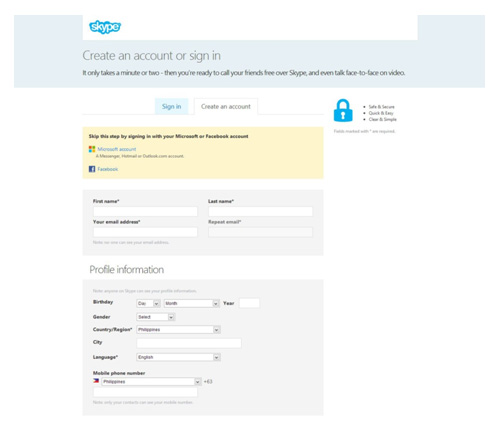 skype
Create an account or sign in
It only takes a minute or two - then you're ready to call your friends free over Skype, and even talk face-to-face on video.
Sign in
Create an account
Safe & Secure
Quick & Easy
Clear & Simple
Fields marked with * are required.
Skip this step by signing in with your Microsoft or Facebook account
Microsoft account
A Messenger, Hotmail or Outlook.com account.
Facebook
First name*
Last name*
Your email address*
Repeat email*
Note: no-one can see your email address.
Profile information
Note: anyone on Skype can see your profile information.
Birthday
Day
Month
Year
Gender
Select
Country/Region*
Philippines
City
Language*
English
Mobile phone number
Philippines
+63
Note: only your contacts can see your mobile number.